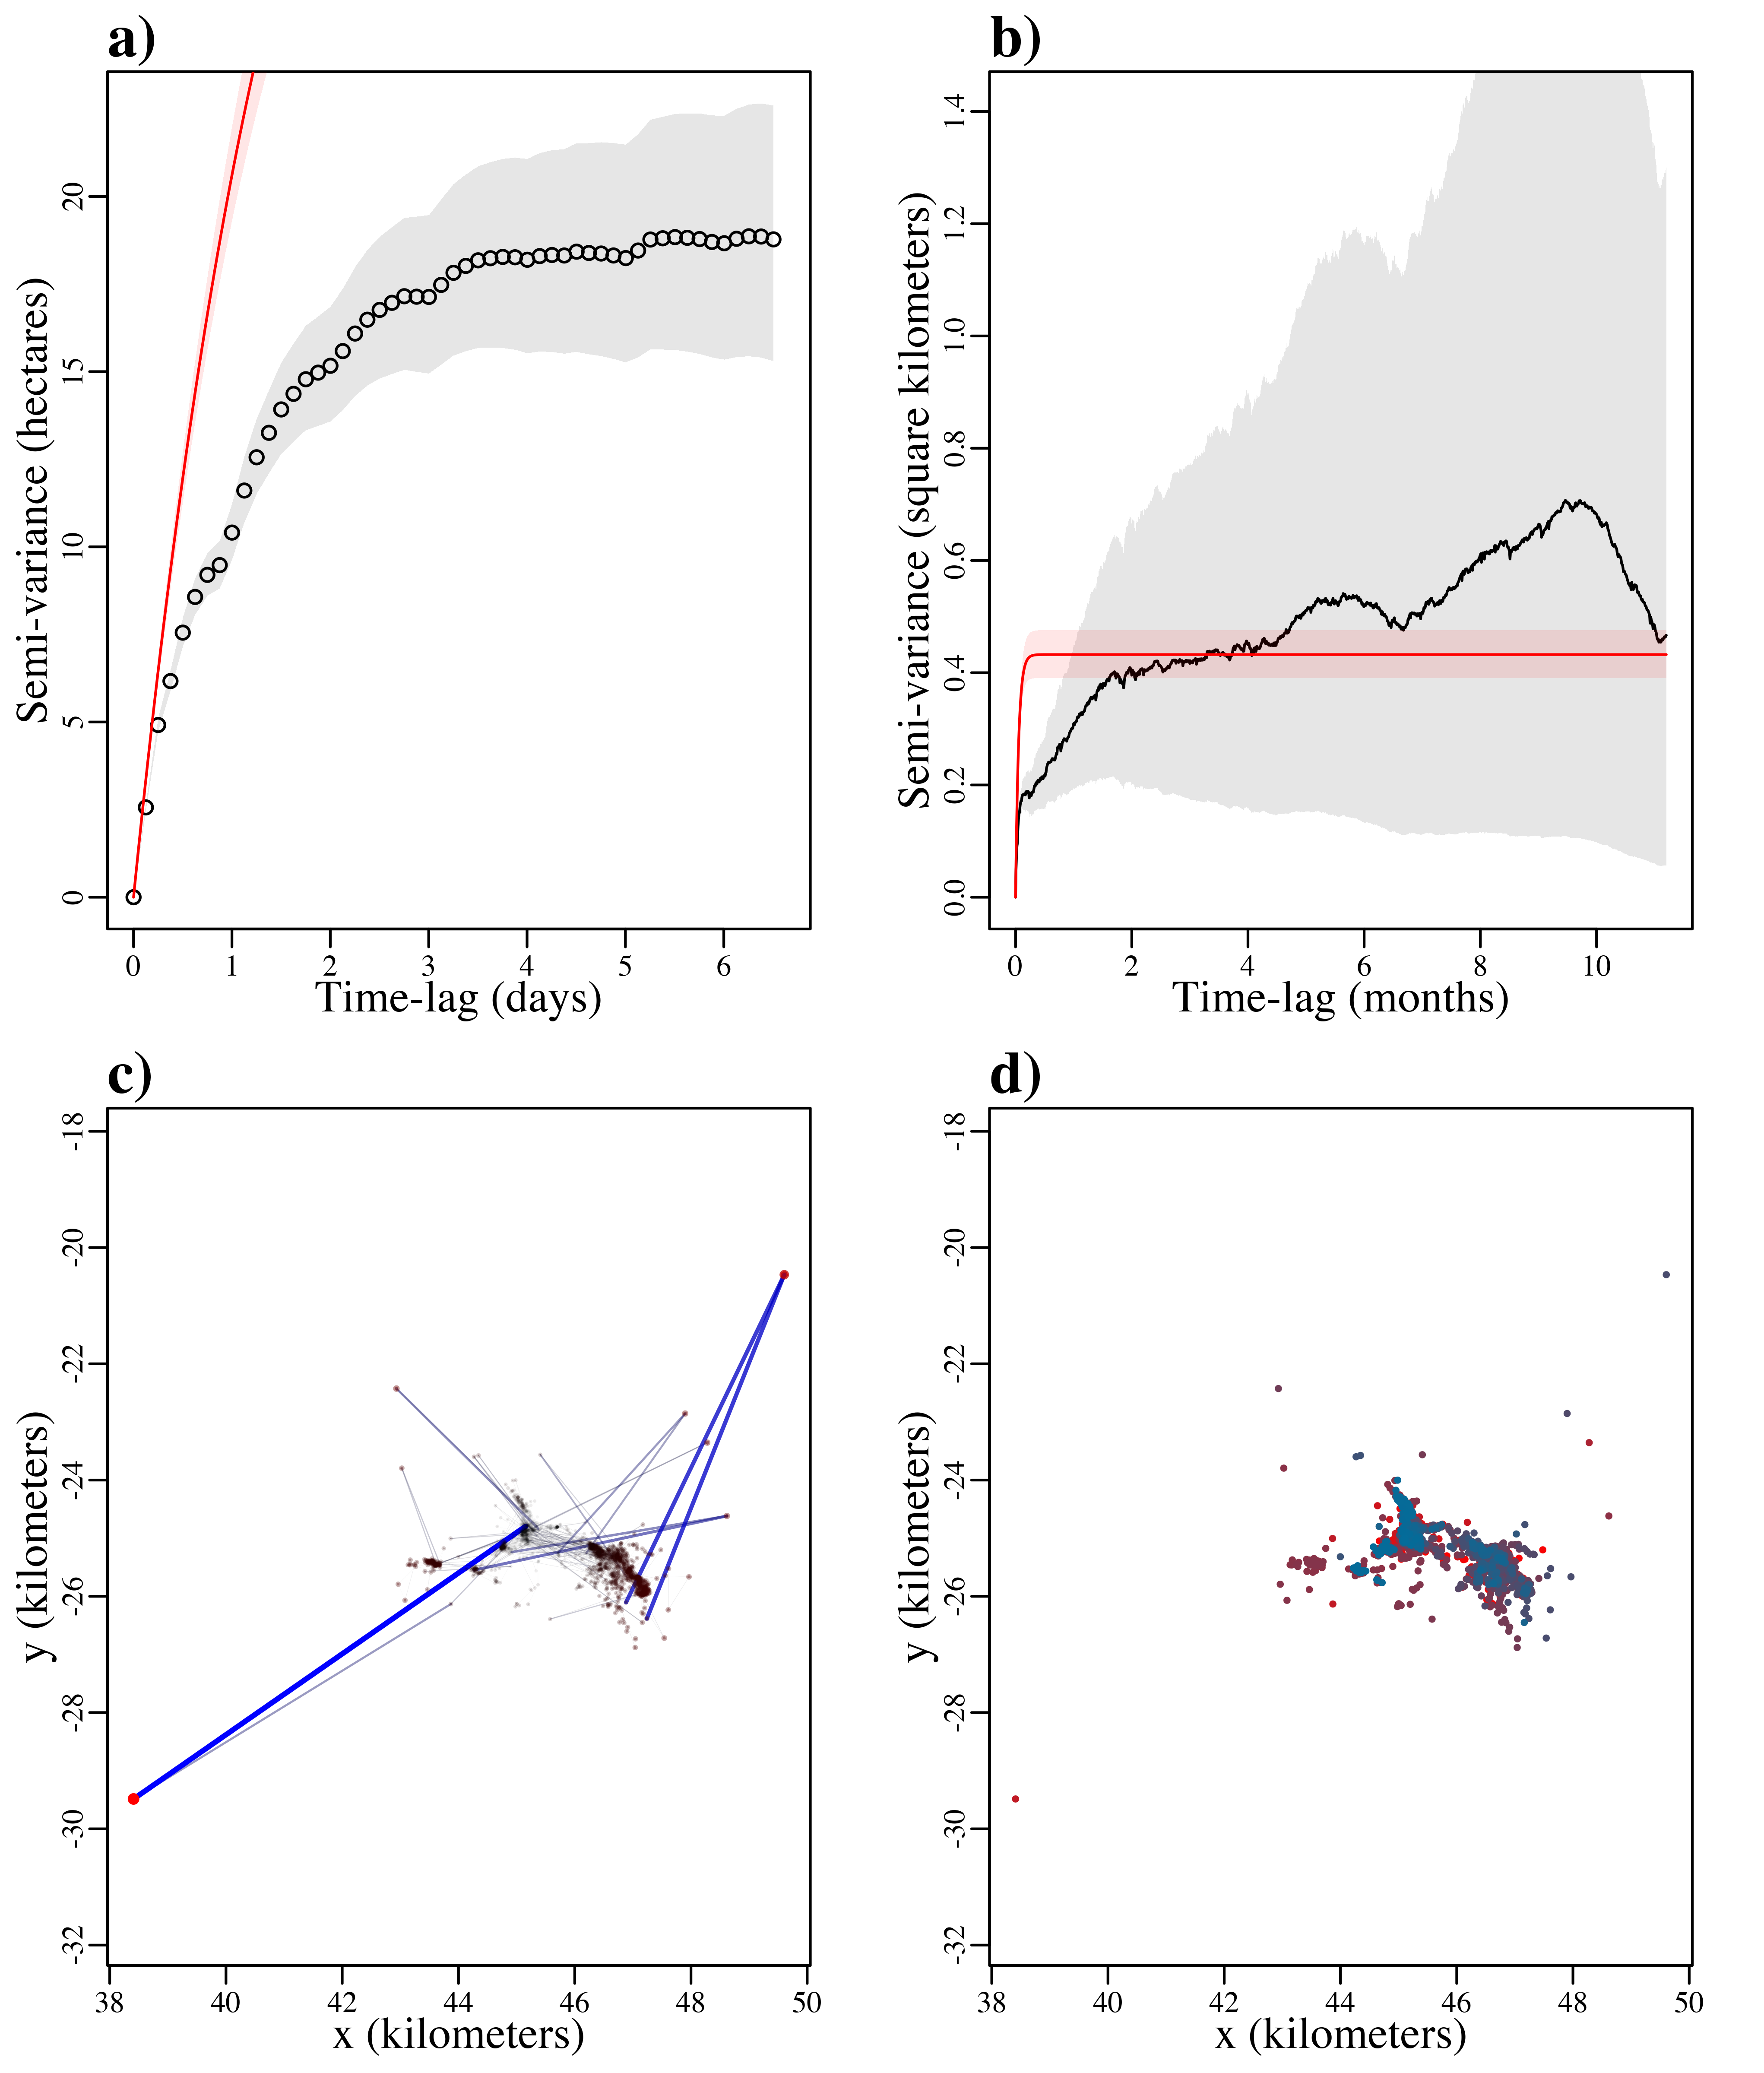 a)
Semi-variance (hectares)
0 5 10 15 20
0 1 2 3 4 5 6
Time-lag (days)
b)
Semi-variance (square kilometers)
0.0 0.2 0.4 0.6 0.8 1.0 1.2 1.4
0 2 4 6 8 10
Time-lag (months)
c)
y (kilometers)
-32 -30 -28 -26 -24 -22 -20 -18
38 40 42 44 46 48 50
x (kilometers)
d)
y (kilometers)
-32 -30 -28 -26 -24 -22 -20 -18
38 40 42 44 46 48 50
x (kilometers)